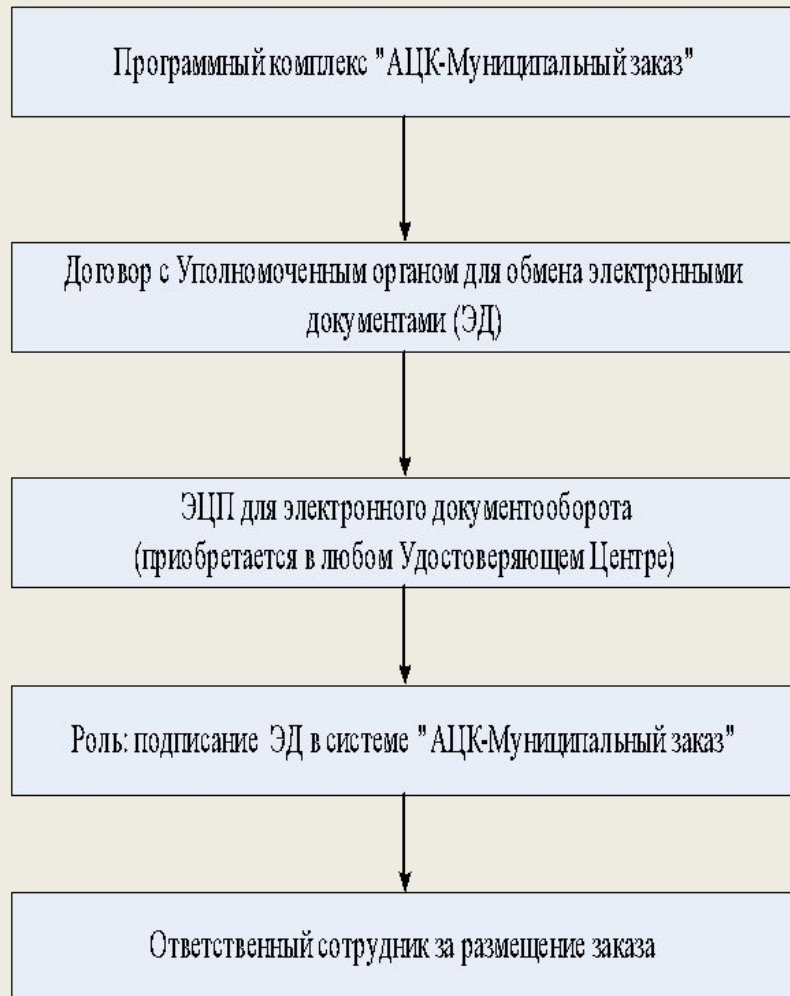 Программный комплекс "АЦК-Муниципальный заказ"
Договор с Уполномоченным органом для обмена электронными
документами (ЭД)
ЭЦП для электронного документооборота
(приобретается в любом Удостоверяющем Центре)
Роль: подписание ЭД в системе "АЦК-Муниципальный заказ"
Ответственный сотрудник за размещение заказа